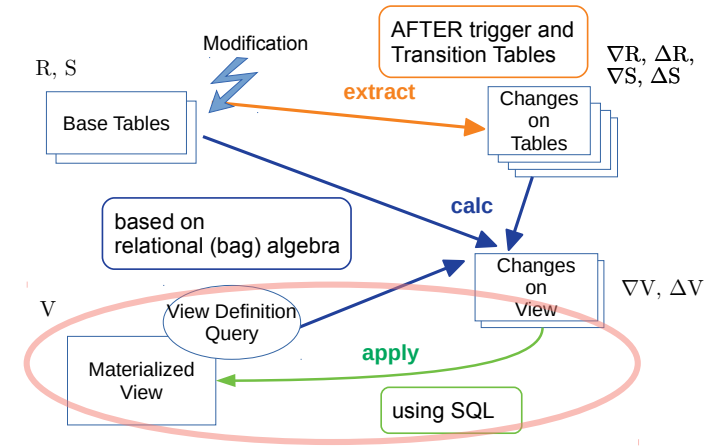 AFTER trigger and
Transition Tables
Modification
R, S
∇R, ΔR,
∇S, ΔS
extract
Base Tables
Changes
on
Tables
calc
based on
relational (bag) algebra
Changes
on
View
∇V, ΔV
V
View Definition
Query
apply
Materialized
View
using SQL